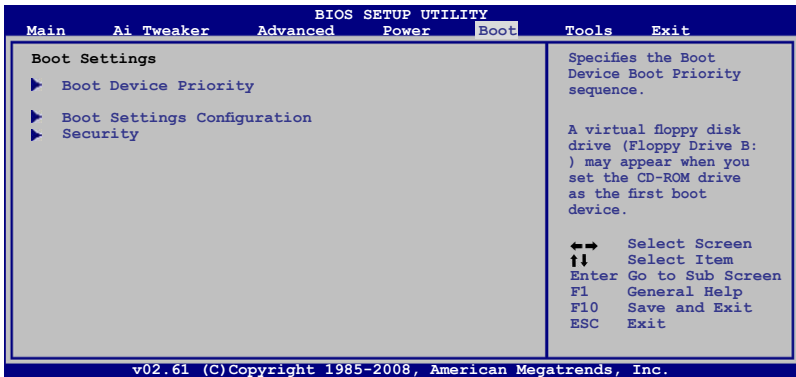 BIOS SETUP UTILITY
Main Ai Tweaker Advanced Power Boot Tools Exit
Boot Settings
Boot Device Priority
Boot Settings Configuration
Security
Specifies the Boot
Device Boot Priority
sequence.
A virtual floppy disk
drive (Floppy Drive B:
) may appear when you
set the CD-ROM drive
as the first boot
device.
←→ Select Screen
↑↓ Select Item
Enter Go to Sub Screen
F1 General Help
F10 Save and Exit
ESC Exit
v02.61 (C)Copyright 1985-2008, American Megatrends, Inc.